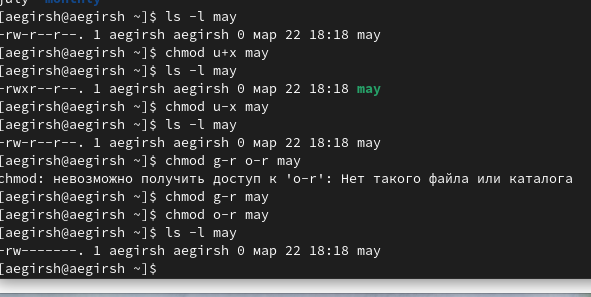 july monthly
[aegirsh@aegirsh ~]$ ls -l may
-rw-r--r--. 1 aegirsh aegirsh 0 мар 22 18:18 may
[aegirsh@aegirsh ~]$ chmod u+x may
[aegirsh@aegirsh ~]$ ls -l may
-rwxr--r--. 1 aegirsh aegirsh 0 мар 22 18:18 may
[aegirsh@aegirsh ~]$ chmod u-x may
[aegirsh@aegirsh ~]$ ls -l may
-rw-r--r--. 1 aegirsh aegirsh 0 мар 22 18:18 may
[aegirsh@aegirsh ~]$ chmod g-r o-r may
chmod: невозможно получить доступ к 'o-r': Нет такого файла или каталога
[aegirsh@aegirsh ~]$ chmod g-r may
[aegirsh@aegirsh ~]$ chmod o-r may
[aegirsh@aegirsh ~]$ ls -l may
-rw-------. 1 aegirsh aegirsh 0 мар 22 18:18 may
[aegirsh@aegirsh ~]$